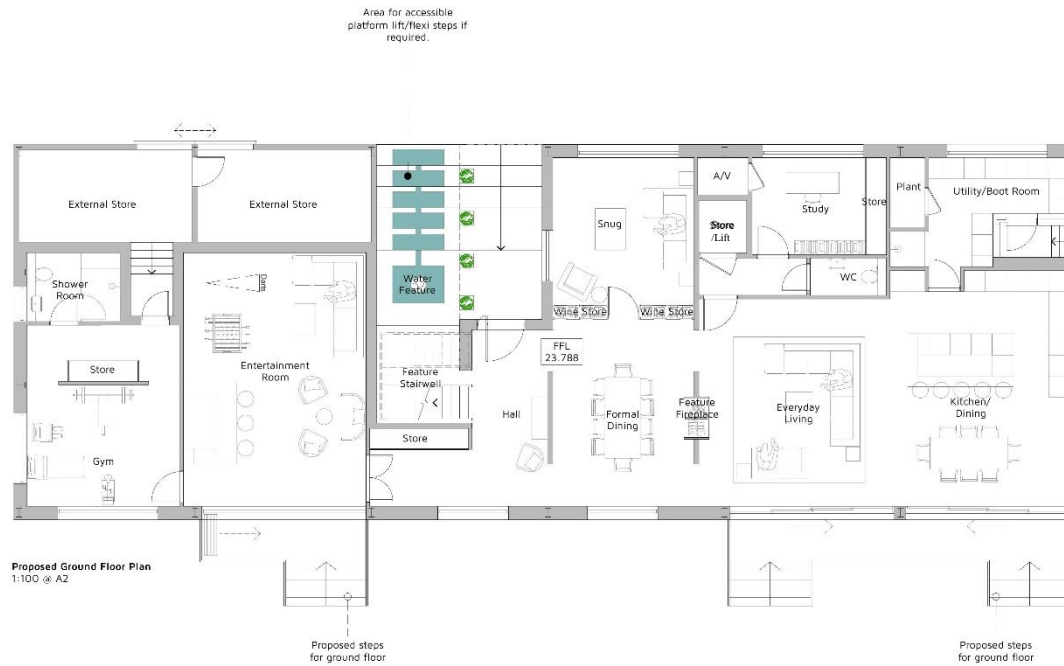 Area for accessible
platform lift/flexi steps if
required.
External Store
External Store
A/V
Study
Store
Plant
Utility/Boot Room
Snug
Store
/Lift
Shower
Room
Darts
Water
Feature
WC
Wine Store
Wine Store
FFL
23.788
Store
Entertainment
Room
Feature
Stairwell
Hall
Formal
Dining
Feature
Fireplace
Everyday
Living
Kitchen/
Dining
Store
Gym
Proposed Ground Floor Plan
1:100 @ A2
Proposed steps
for ground floor
Proposed steps
for ground floor